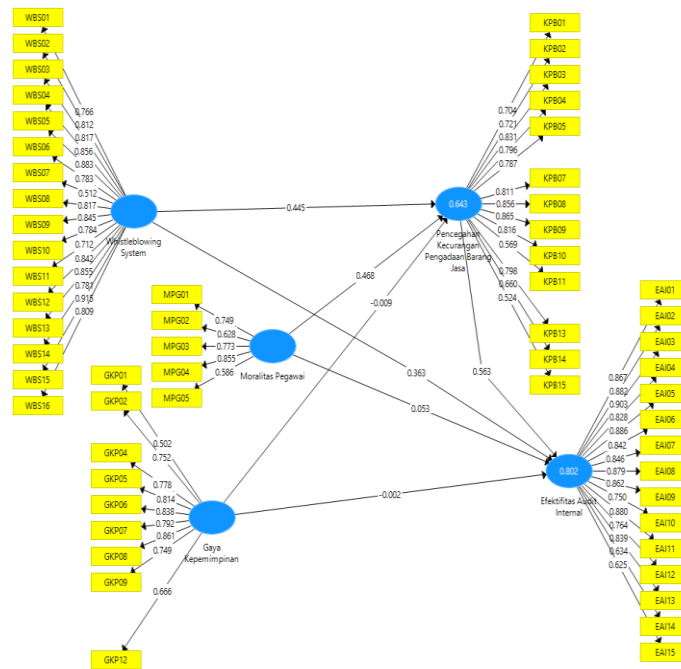 WBS01
WBS02
WBS03
WBS04
WBS05
WBS06
WBS07
WBS08
WBS09
WBS10
WBS11
WBS12
WBS13
WBS14
WBS15
WBS16
0.766
0.812
0.817
0.856
0.883
0.783
0.512
0.817
0.845
0.784
0.712
0.842
0.855
0.781
0.915
0.809
Whistleblowing
System
MPG01
MPG02
MPG03
MPG04
MPG05
0.749
0.628
0.773
0.855
0.586
Moralitas Pegawai
GKP01
GKP02
GKP04
GKP05
GKP06
GKP07
GKP08
GKP09
GKP12
0.502
0.752
0.778
0.814
0.838
0.792
0.861
0.749
0.666
Gaya
Kepemimpinan
0.445
0.468
-0.009
0.363
0.053
-0.002
0.563
0.643
Pencegahan
Kecurangan
Pengadaan Barang
Jasa
0.704
0.721
0.831
0.796
0.787
0.811
0.856
0.865
0.816
0.569
0.798
0.660
0.524
KPB01
KPB02
KPB03
KPB04
KPB05
KPB07
KPB08
KPB09
KPB10
KPB11
KPB13
KPB14
KPB15
0.802
Efektifitas Audit
Internal
0.867
0.882
0.903
0.828
0.886
0.842
0.846
0.879
0.862
0.750
0.880
0.764
0.839
0.634
0.625
EAI01
EAI02
EAI03
EAI04
EAI05
EAI06
EAI07
EAI08
EAI09
EAI10
EAI11
EAI12
EAI13
EAI14
EAI15